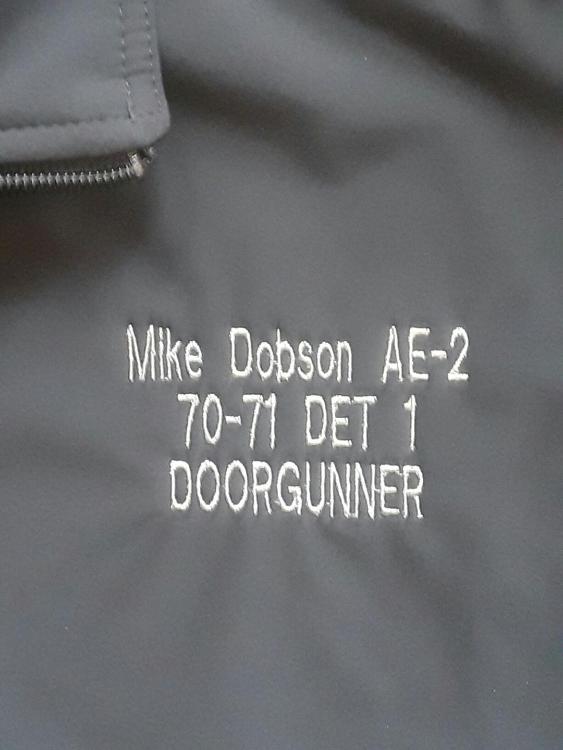 Mike Dobson AE-2
70-71 DET 1
DOORGUNNER